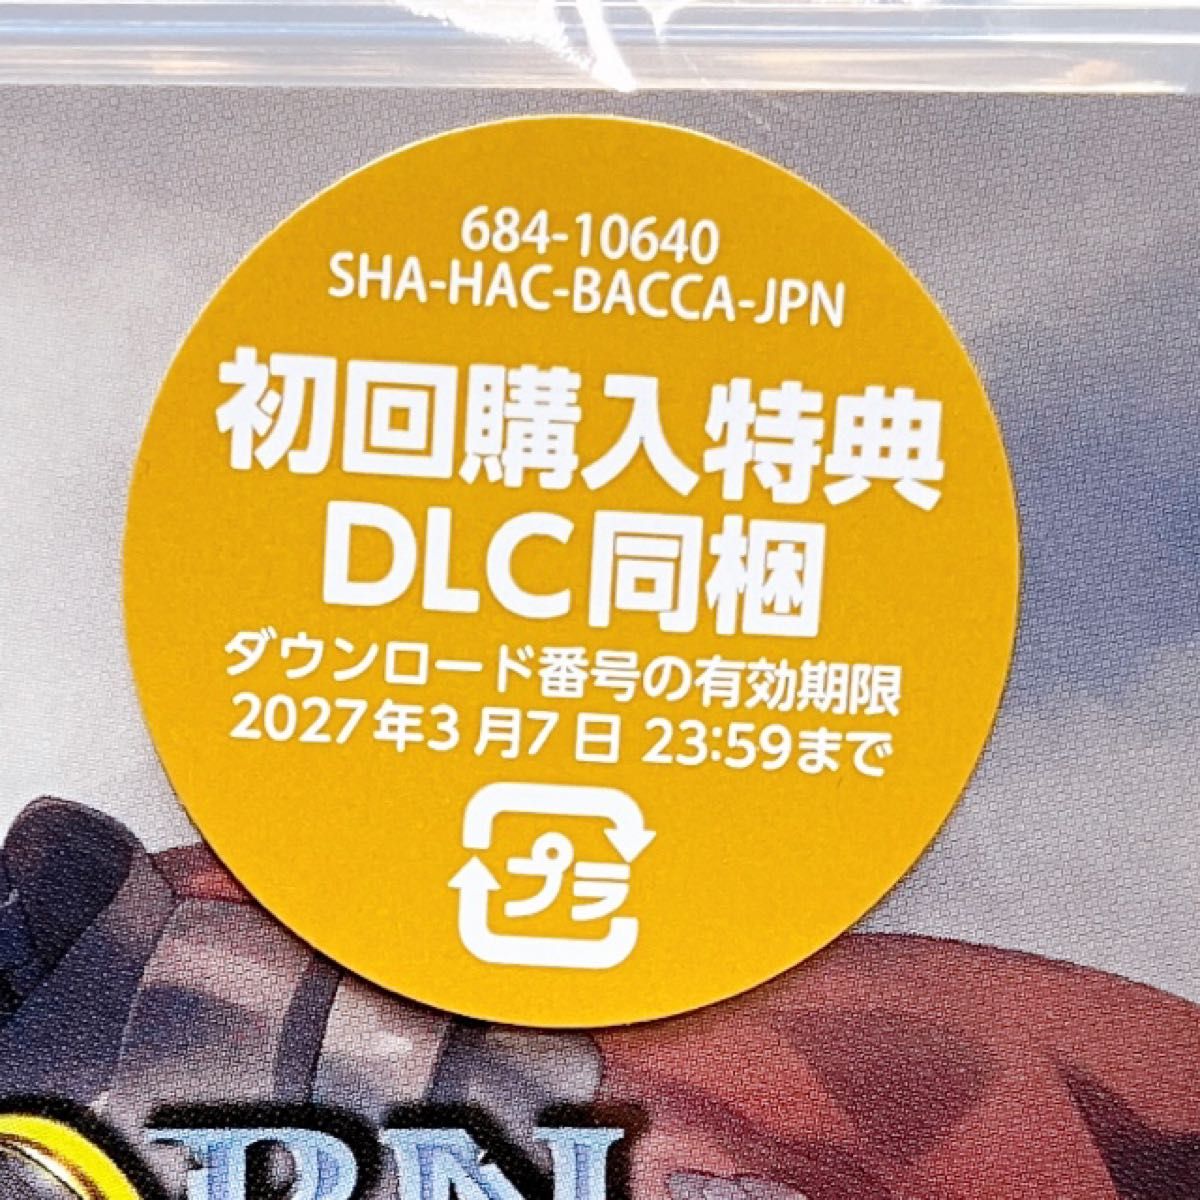 684-10640
SHA-HAC-BACCA-JPN
初回購入特典
DLC同梱
ダウンロード番号の有効期限
2027年3月7日 23:59まで
プラ